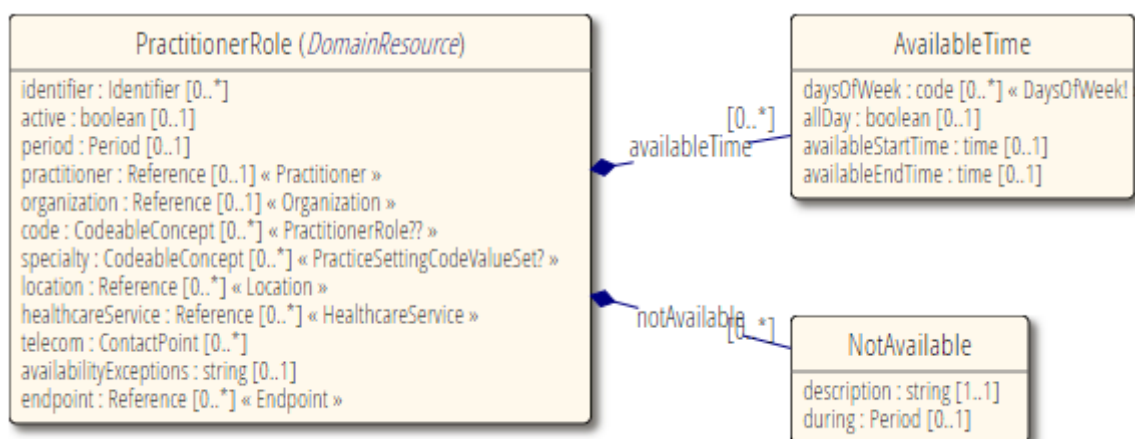 PractitionerRole (DomainResource)
identifier : Identifier [0..*]
active : boolean [0..1]
period : Period [0..1]
practitioner : Reference [0..1] « Practitioner »
organization : Reference [0..1] « Organization »
code : CodeableConcept [0..*] « PractitionerRole?? »
specialty : CodeableConcept [0..*] « PracticeSettingCodeValueSet? »
location : Reference [0..*] « Location »
healthcareService : Reference [0..*] « HealthcareService »
telecom : ContactPoint [0..*]
availabilityExceptions : string [0..1]
endpoint : Reference [0..*] « Endpoint »
[0..*]
availableTime
AvailableTime
daysOfWeek : code [0..*] « DaysOfWeek!
allDay : boolean [0..1]
availableStartTime : time [0..1]
availableEndTime : time [0..1]
notAvailable
[0..*]
NotAvailable
description : string [1..1]
during : Period [0..1]